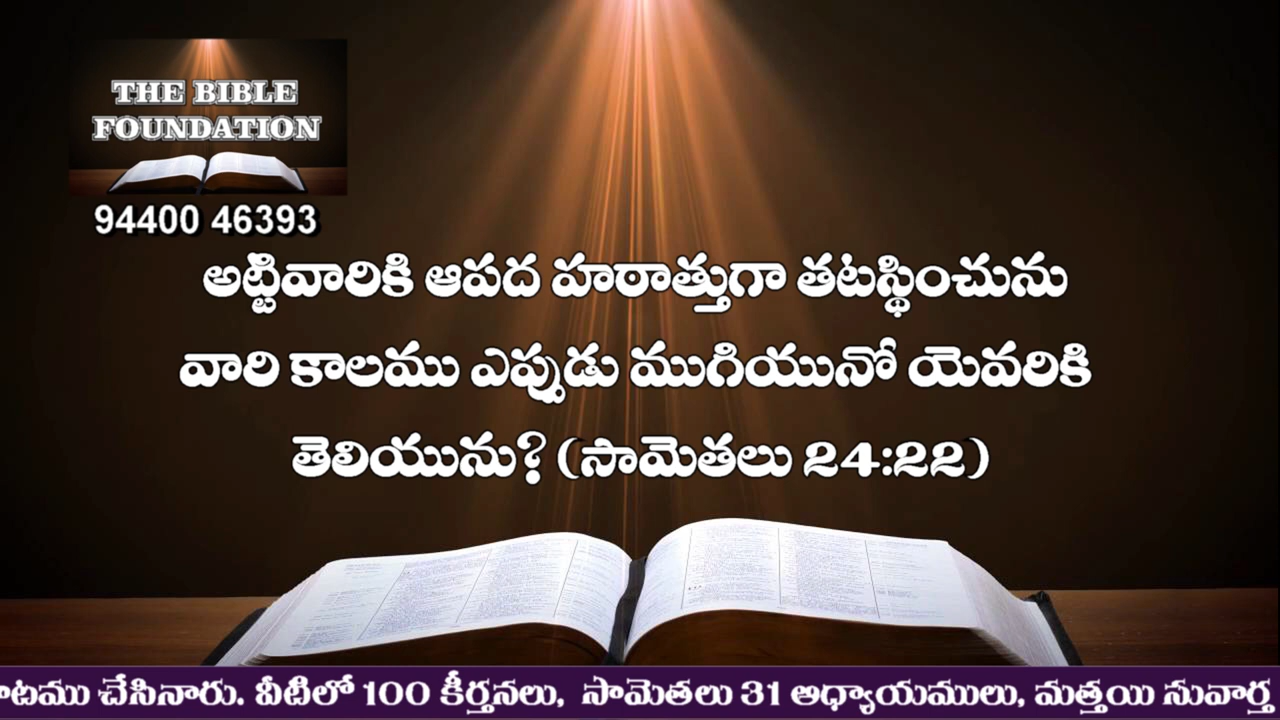 THE BIBLE
FOUNDATION
94400 46393
అట్టివారికి ఆపద హఠాత్తుగా తటస్థించును
వారి కాలము ఎప్పుడు ముగియునో యెవరికి
తెలియును? (సామెతలు 24:22)
చేసినారు. వీటిలో 100 కీర్తనలు, సామెతలు 31 అధ్యాయములు, మత్తయి సువార్త